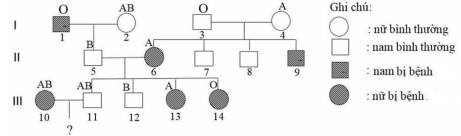 O AB O A Ghi chú:
I
1 2 3 4 : nữ bình thường
B A : nam bình thường
II
5 6 7 8 9
: nam bị bệnh
AB AB B A O
III
10 11 12 13 14 : nữ bị bệnh
?